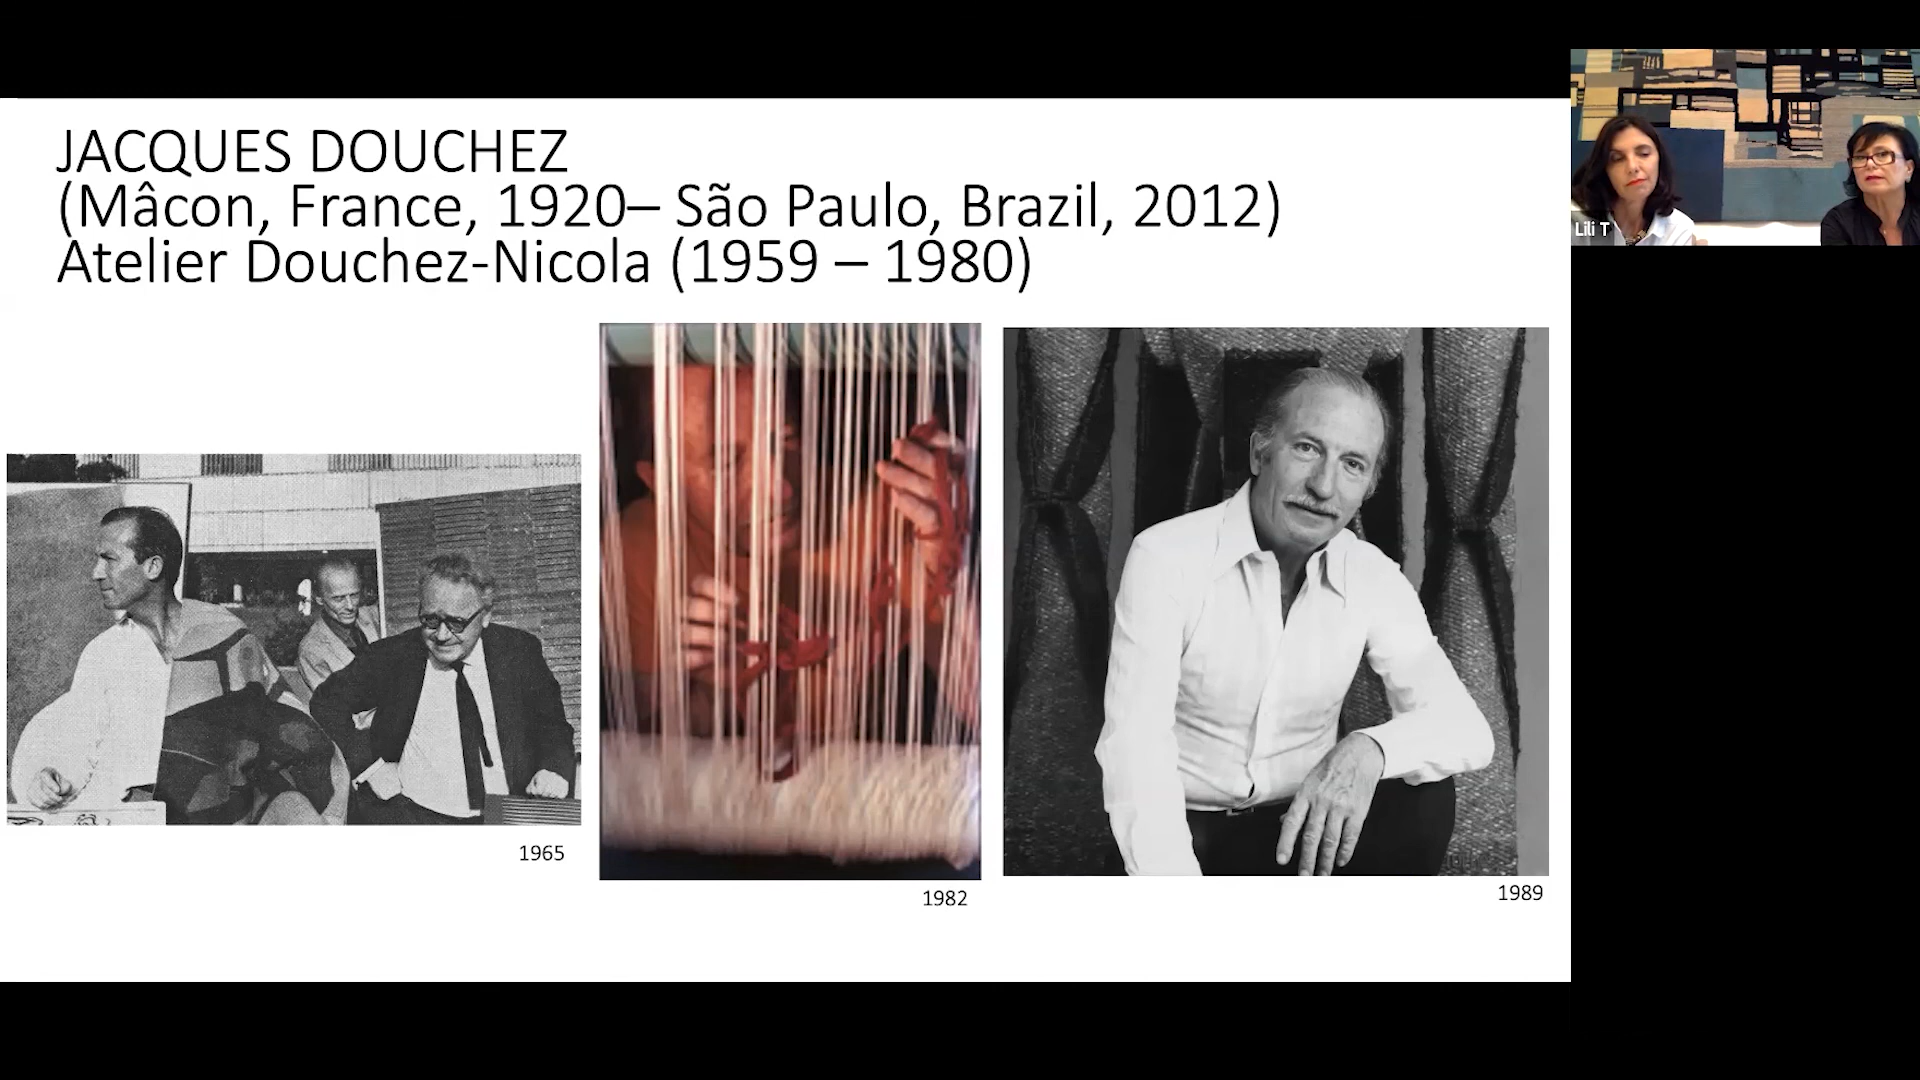 JACQUES DOUCHEZ
(Mâcon, France, 1920– São Paulo, Brazil, 2012)
Atelier Douchez-Nicola (1959 – 1980)
Lili T
1965
1982
1989